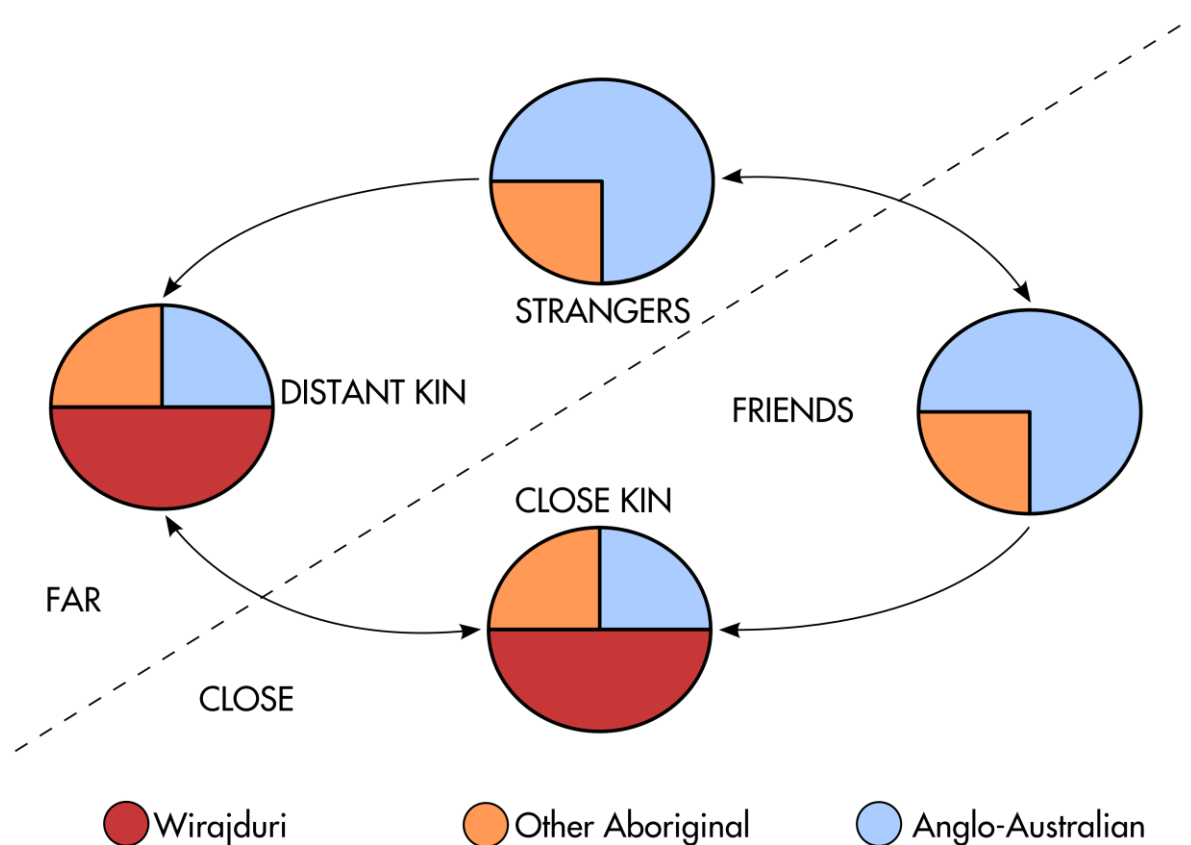 STRANGERS
DISTANT KIN
FRIENDS
CLOSE KIN
FAR
CLOSE
Wirajduri
Other Aboriginal
Anglo-Australian